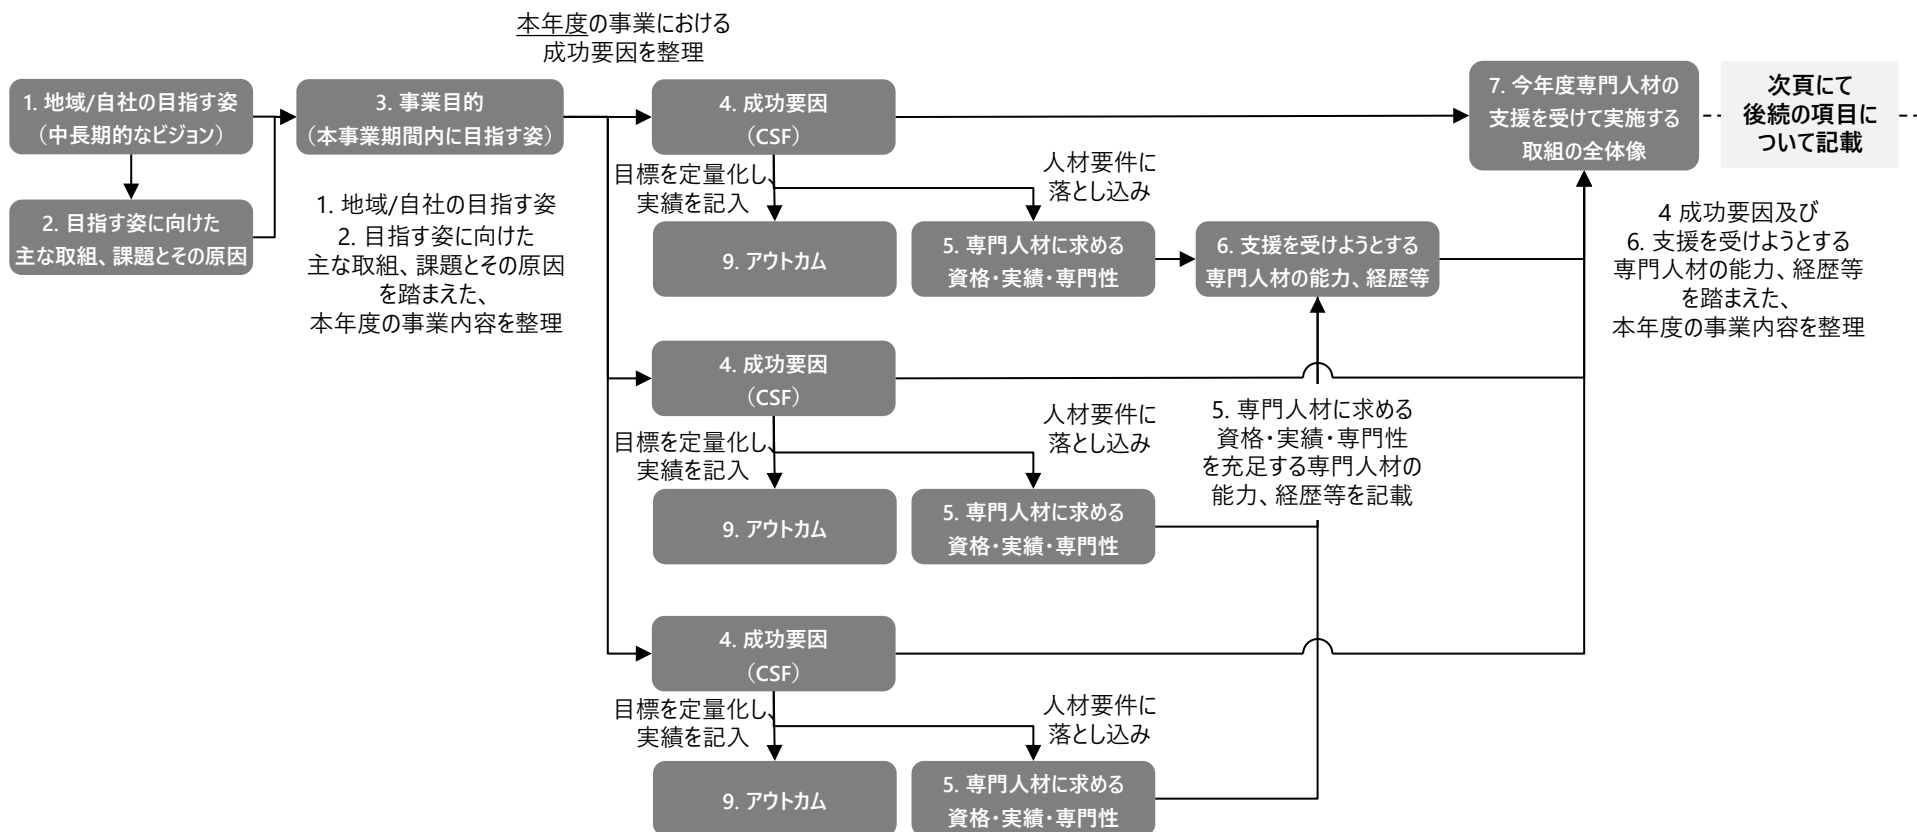 本年度の事業における
成功要因を整理
1. 地域/自社の目指す姿
（中長期的なビジョン）
3. 事業目的
（本事業期間内に目指す姿）
4. 成功要因
（CSF）
7. 今年度専門人材の
支援を受けて実施する
取組の全体像
次頁にて
後続の項目に
ついて記載
目標を定量化し、
実績を記入
人材要件に
落とし込み
2. 目指す姿に向けた
主な取組、課題とその原因
1. 地域/自社の目指す姿
2. 目指す姿に向けた
主な取組、課題とその原因
を踏まえた、
本年度の事業内容を整理
9. アウトカム
5. 専門人材に求める
資格・実績・専門性
6. 支援を受けようとする
専門人材の能力、経歴等
4 成功要因及び
6. 支援を受けようとする
専門人材の能力、経歴等
を踏まえた、
本年度の事業内容を整理
4. 成功要因
（CSF）
目標を定量化し、
実績を記入
人材要件に
落とし込み
5. 専門人材に求める
資格・実績・専門性
を充足する専門人材の
能力、経歴等を記載
9. アウトカム
5. 専門人材に求める
資格・実績・専門性
4. 成功要因
（CSF）
目標を定量化し、
実績を記入
人材要件に
落とし込み
9. アウトカム
5. 専門人材に求める
資格・実績・専門性